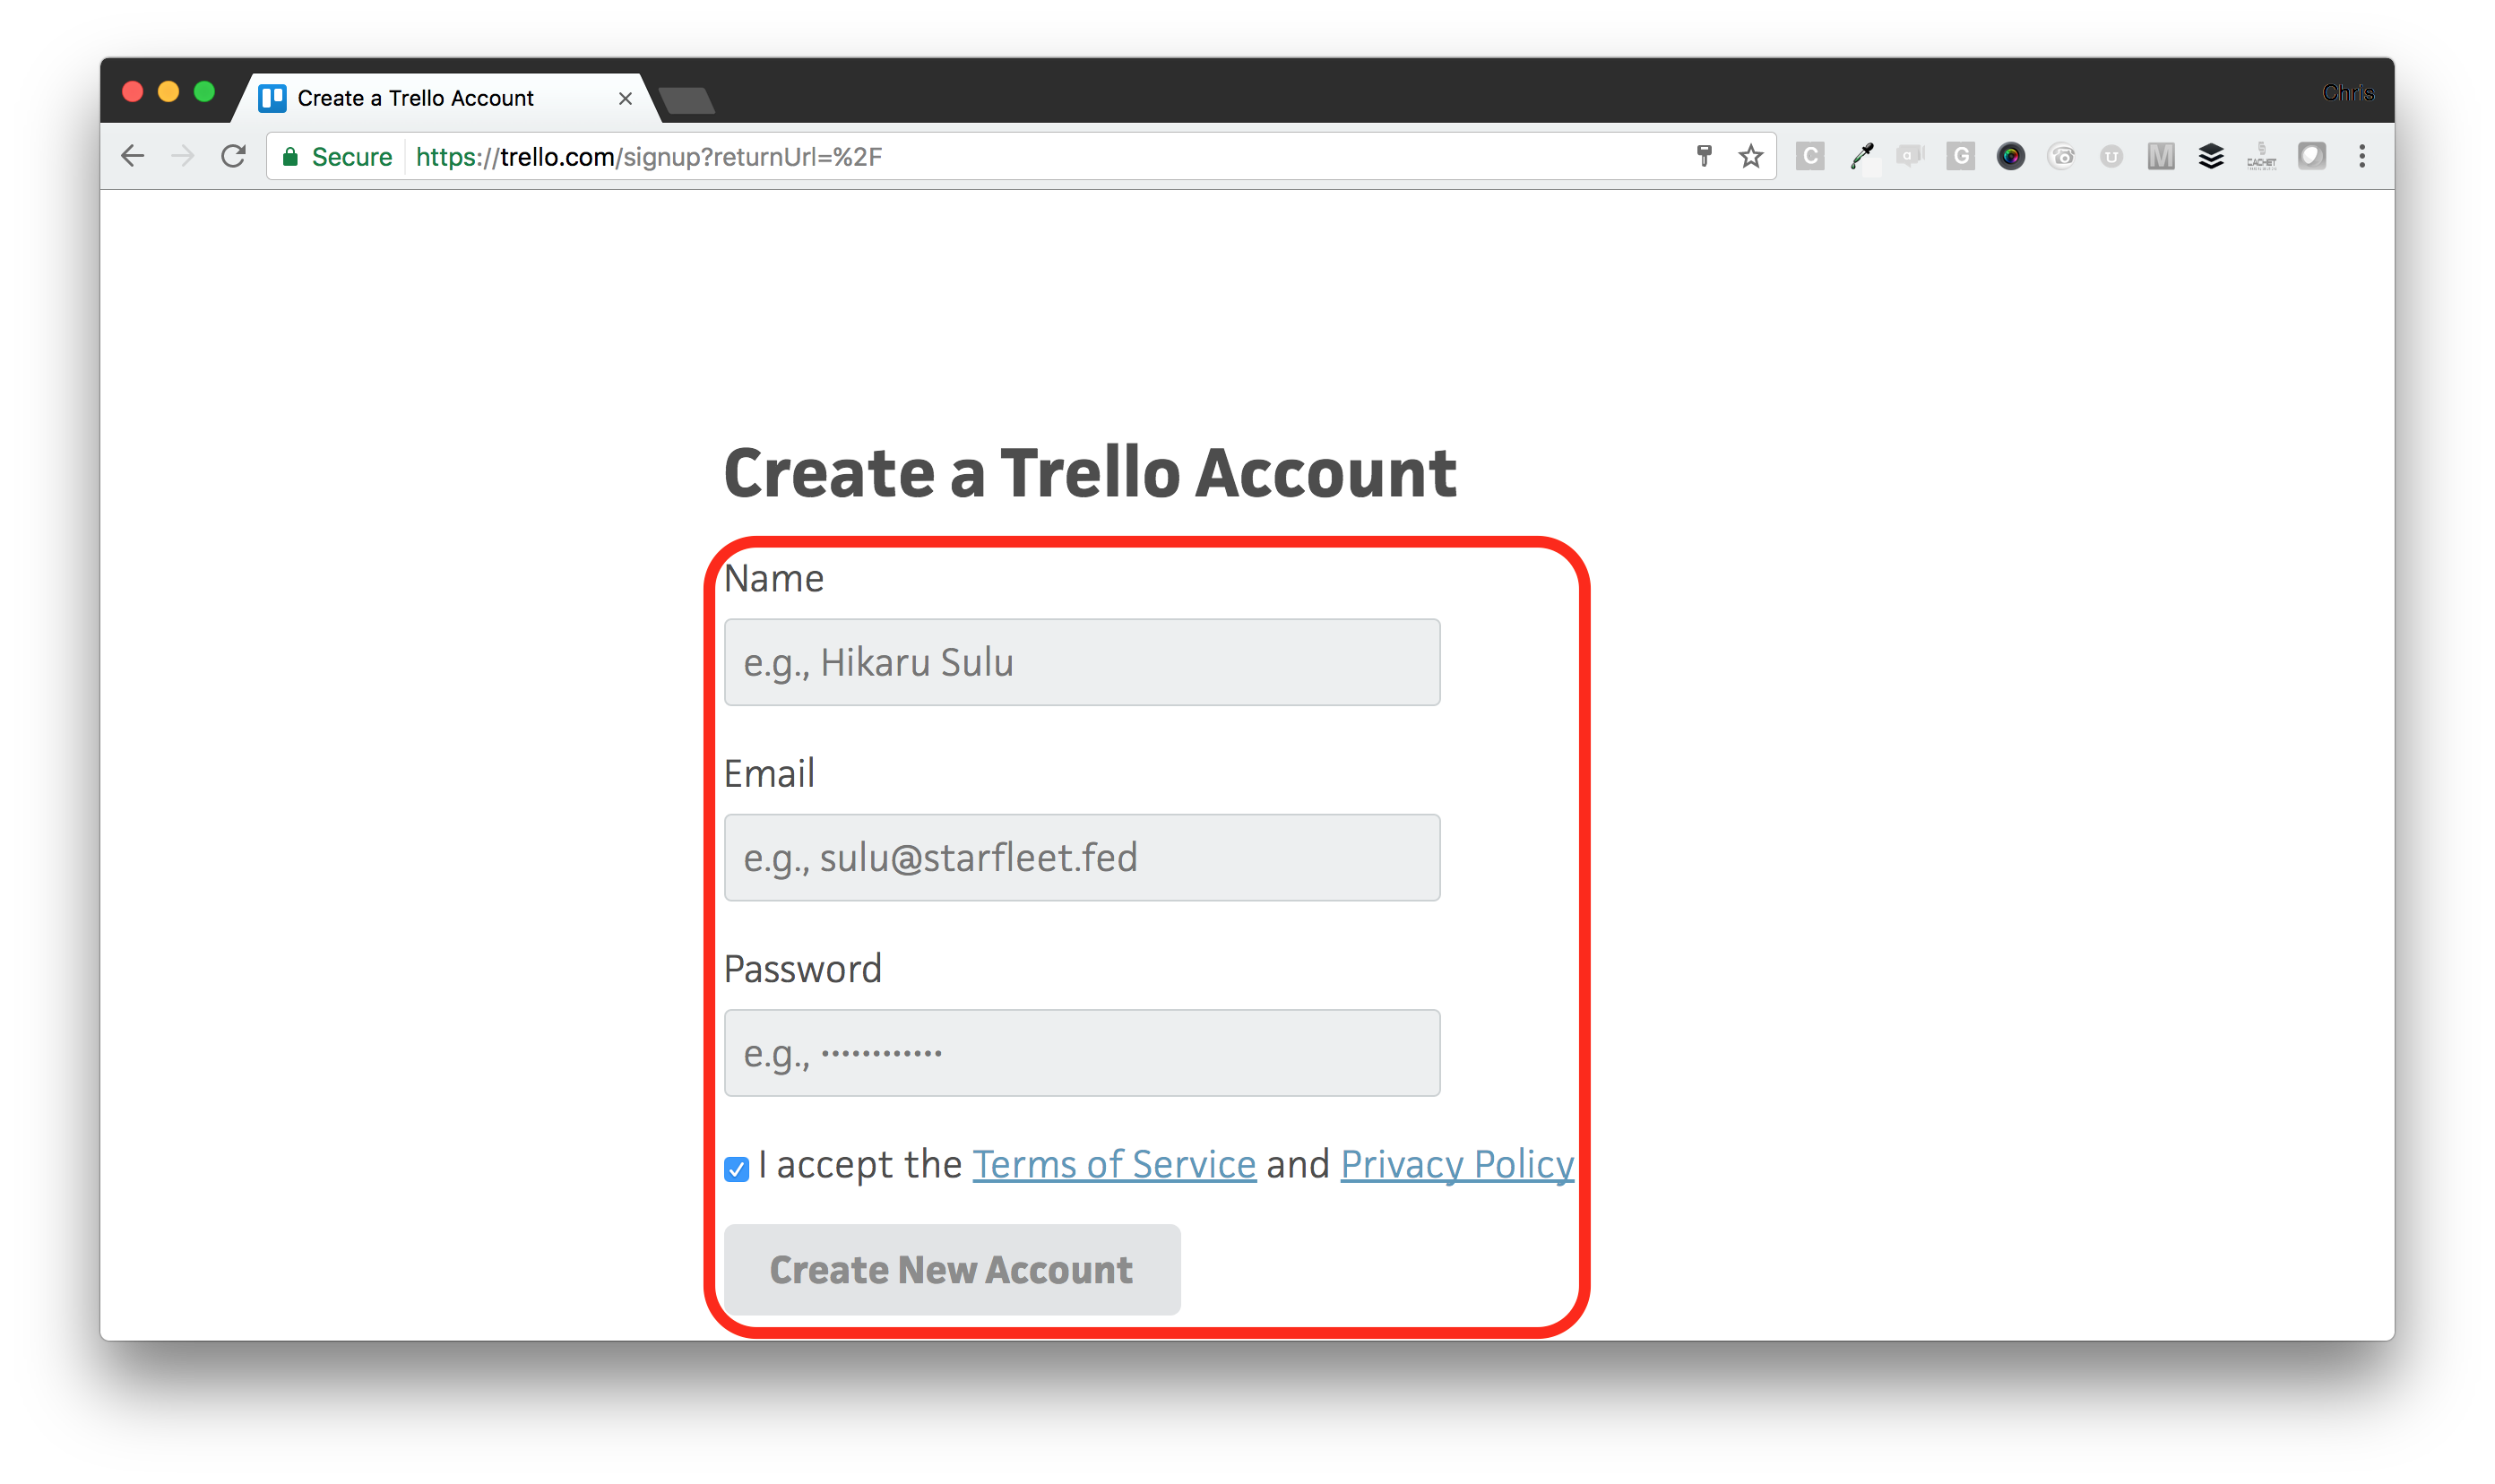 Create a Trello Account
Chris
Secure https://trello.com/signup?returnUrl=%2F
C a G U M CACHET
Create a Trello Account
Name
e.g., Hikaru Sulu
Email
e.g., sulu@starfleet.fed
Password
e.g., ••••••••••••
I accept the Terms of Service and Privacy Policy
Create New Account